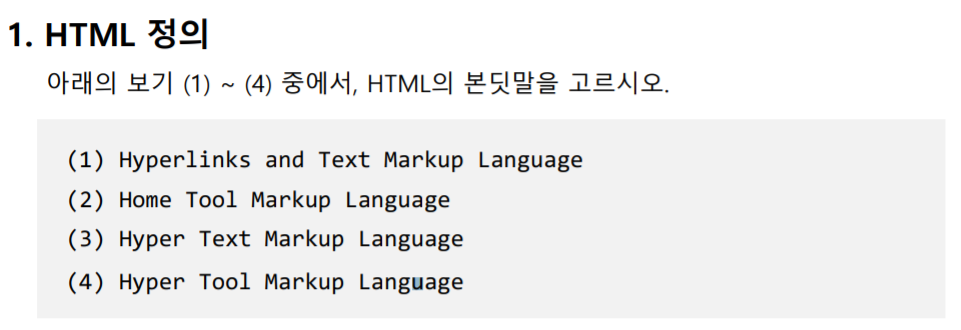 1. HTML 정의
아래의 보기 (1) ~ (4) 중에서, HTML의 본딧말을 고르시오.
(1) Hyperlinks and Text Markup Language
(2) Home Tool Markup Language
(3) Hyper Text Markup Language
(4) Hyper Tool Markup Language